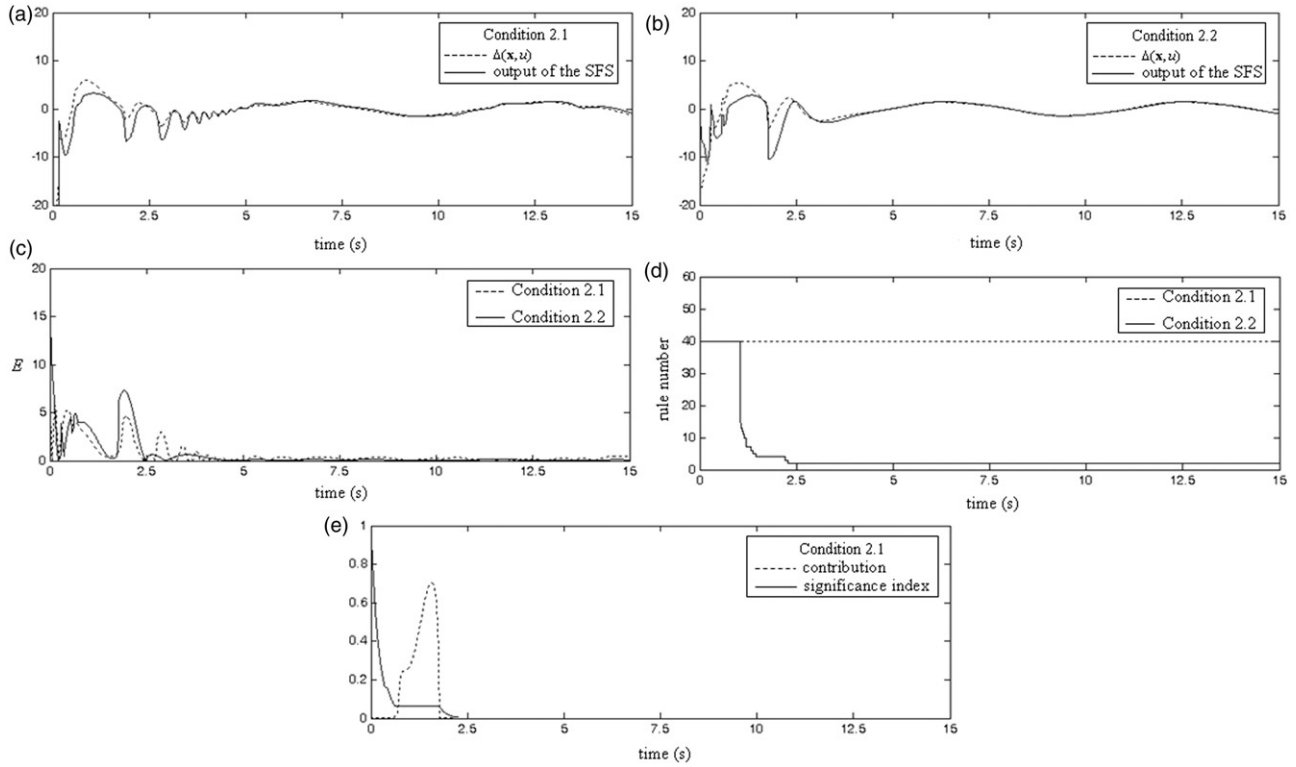 (a)
20
10
0
-10
-20
Condition 2.1
Δ(x,u)
output of the SFS
0 2.5 5 7.5 10 12.5 15
time (s)
(b)
20
10
0
-10
-20
Condition 2.2
Δ(x,u)
output of the SFS
0 2.5 5 7.5 10 12.5 15
time (s)
(c)
20
15
10
5
0
E
Condition 2.1
Condition 2.2
0 2.5 5 7.5 10 12.5 15
time (s)
(d)
60
50
40
30
20
10
0
rule number
Condition 2.1
Condition 2.2
0 2.5 5 7.5 10 12.5 15
time (s)
(e)
1
0.8
0.6
0.4
0.2
0
Condition 2.1
contribution
significance index
0 2.5 5 7.5 10 12.5 15
time (s)